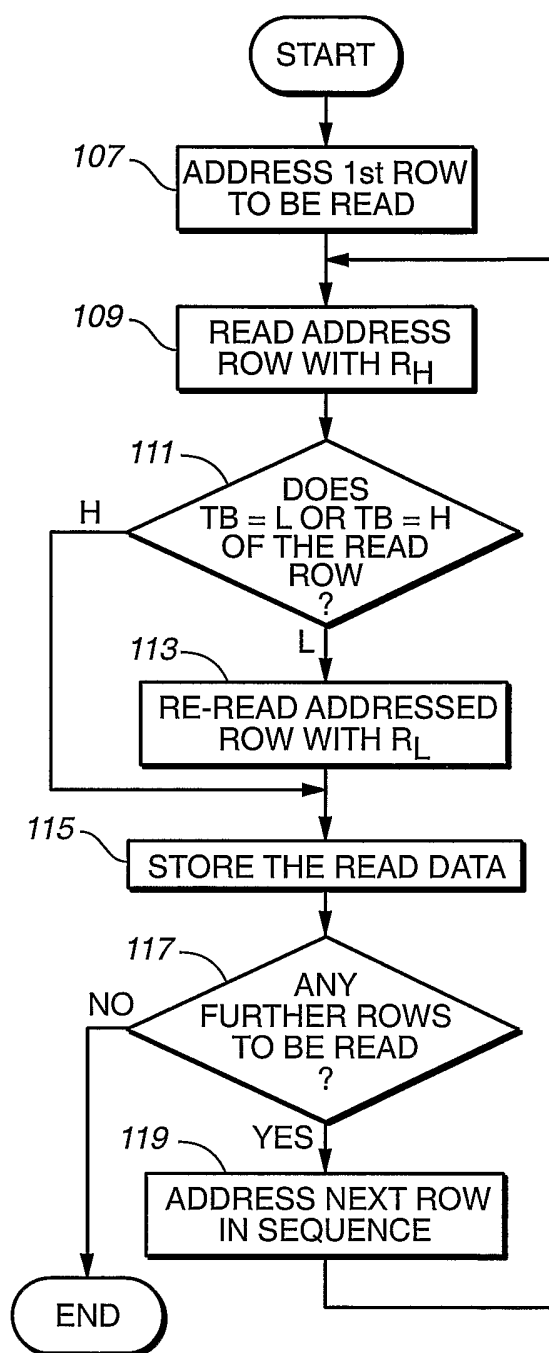 START
107
ADDRESS 1st ROW
TO BE READ
109
READ ADDRESS
ROW WITH RH
111
H
DOES
TB = L OR TB = H
OF THE READ
ROW
?
L
113
RE-READ ADDRESSED
ROW WITH RL
115
STORE THE READ DATA
117
NO
ANY
FURTHER ROWS
TO BE READ
?
YES
119
ADDRESS NEXT ROW
IN SEQUENCE
END